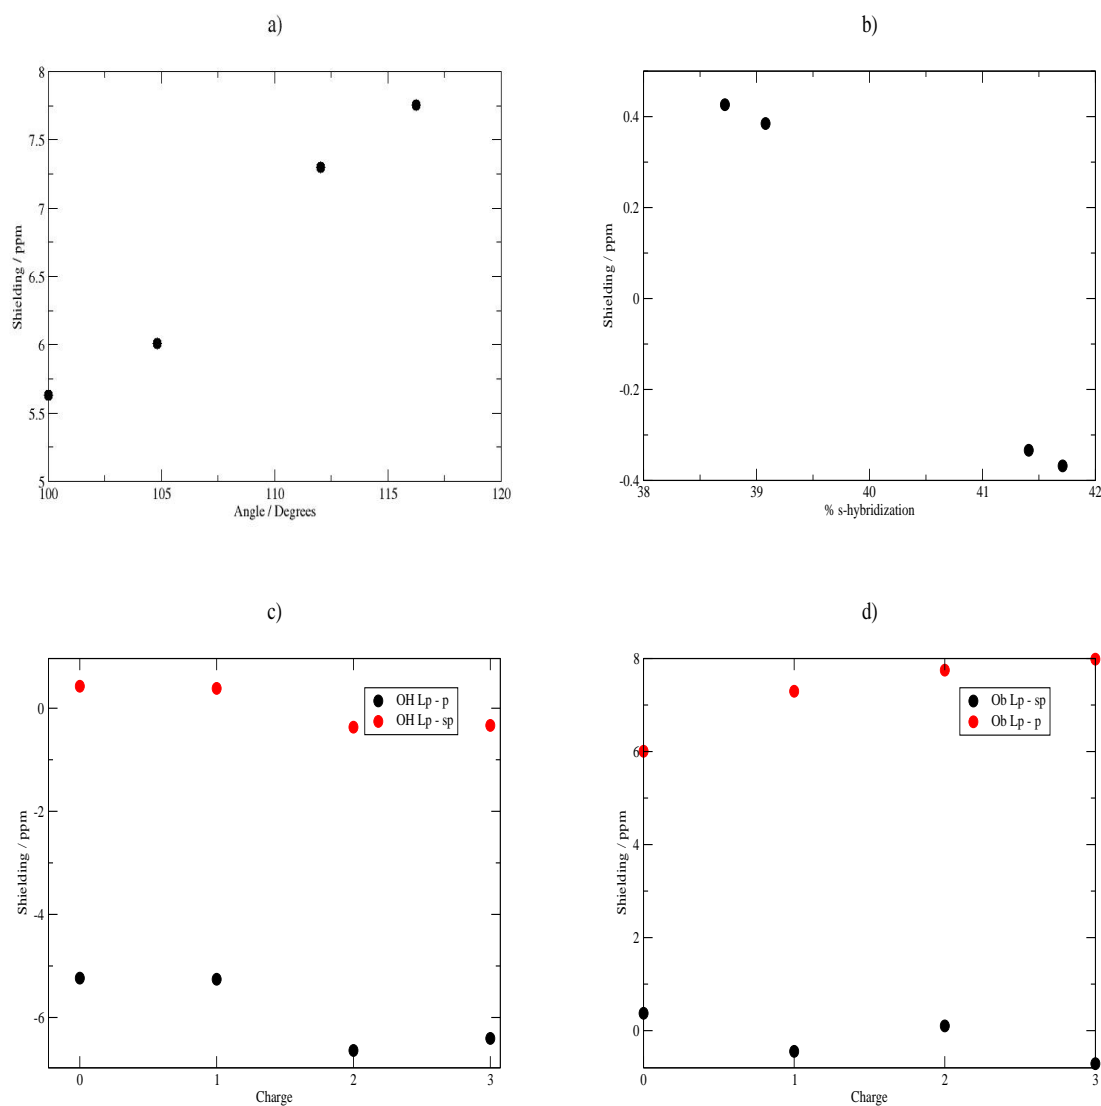 a)
8
7.5
7
6.5
6
5.5
5
Shielding / ppm
100
105
110
115
120
Angle / Degrees
b)
0.4
0.2
0
-0.2
-0.4
Shielding / ppm
38
39
40
41
42
% s-hybridization
c)
0
-2
-4
-6
Shielding / ppm
OH Lp - p
OH Lp - sp
0
1
2
3
Charge
d)
8
6
4
2
0
Shielding / ppm
Ob Lp - sp
Ob Lp - p
0
1
2
3
Charge